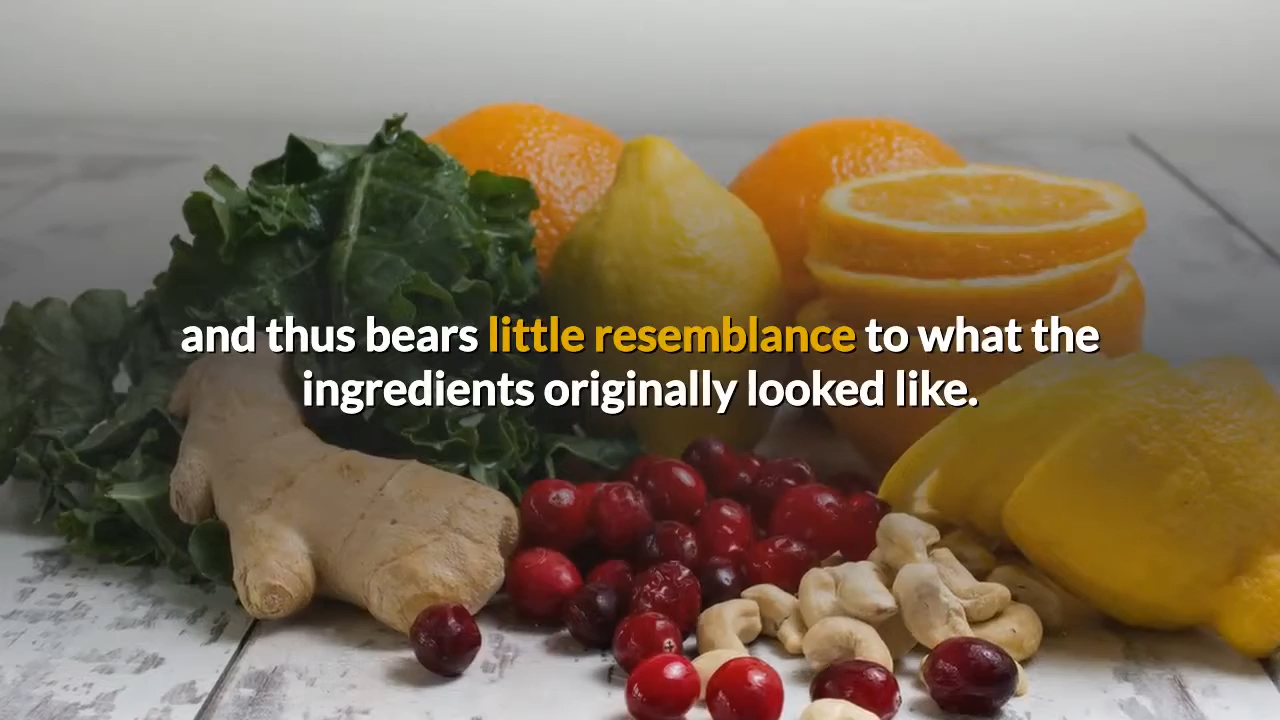 and thus bears little resemblance to what the
ingredients originally looked like.